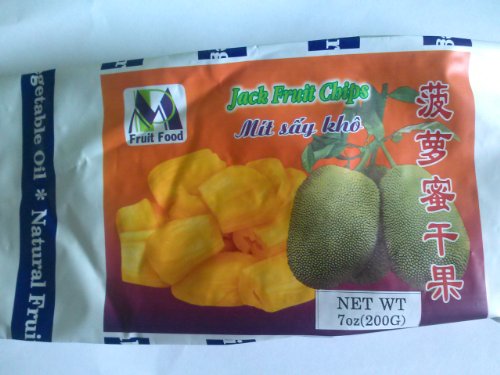 Jack Fruit Chips
Mít sấy khô
Fruit Food
菠萝蜜干果
NET WT
7oz(200G)
getable Oil * Natural Frui